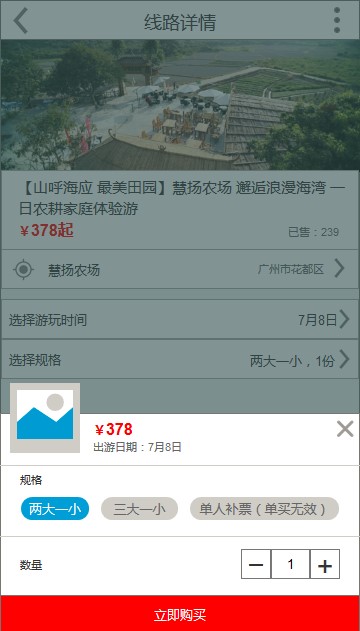 线路详情
【山呼海应 最美田园】慧扬农场 邂逅浪漫海湾 一
日农耕家庭体验游
¥378起
已售：239
慧扬农场
广州市花都区
选择游玩时间
7月8日
选择规格
两大一小，1份
¥378
出游日期：7月8日
规格
两大一小
三大一小
单人补票（单买无效）
数量
— 1 +
立即购买